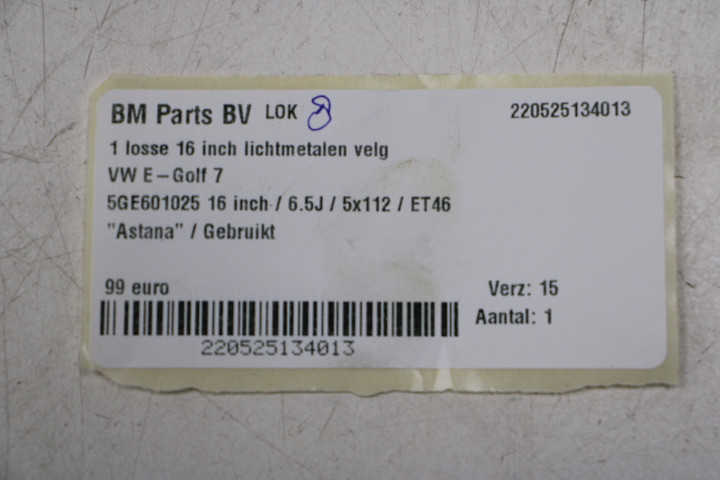 BM Parts BV LOK 8 220525134013
1 losse 16 inch lichtmetalen velg
VW E-Golf 7
5GE601025 16 inch / 6.5J / 5x112 / ET46
"Astana" / Gebruikt
99 euro Verz: 15
Aantal: 1
220525134013